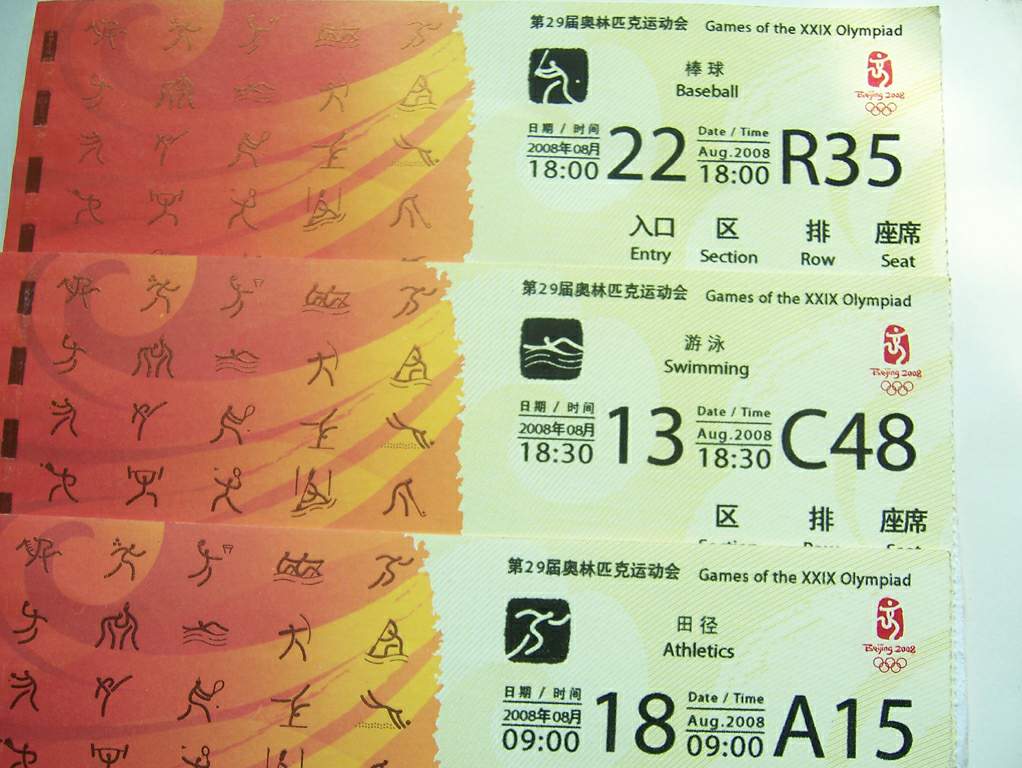 第29届奥林匹克运动会 Games of the XXIX Olympiad
棒球
Baseball
Beijing 2008
日期 / 时间
2008年08月
18:00
22
Date / Time
Aug.2008
18:00
R35
入口 区 排 座席
Entry Section Row Seat
第29届奥林匹克运动会 Games of the XXIX Olympiad
游泳
Swimming
Beijing 2008
日期 / 时间
2008年08月
18:30
13
Date / Time
Aug.2008
18:30
C48
区 排 座席
Section Row Seat
第29届奥林匹克运动会 Games of the XXIX Olympiad
田径
Athletics
Beijing 2008
日期 / 时间
2008年08月
09:00
18
Date / Time
Aug.2008
09:00
A15